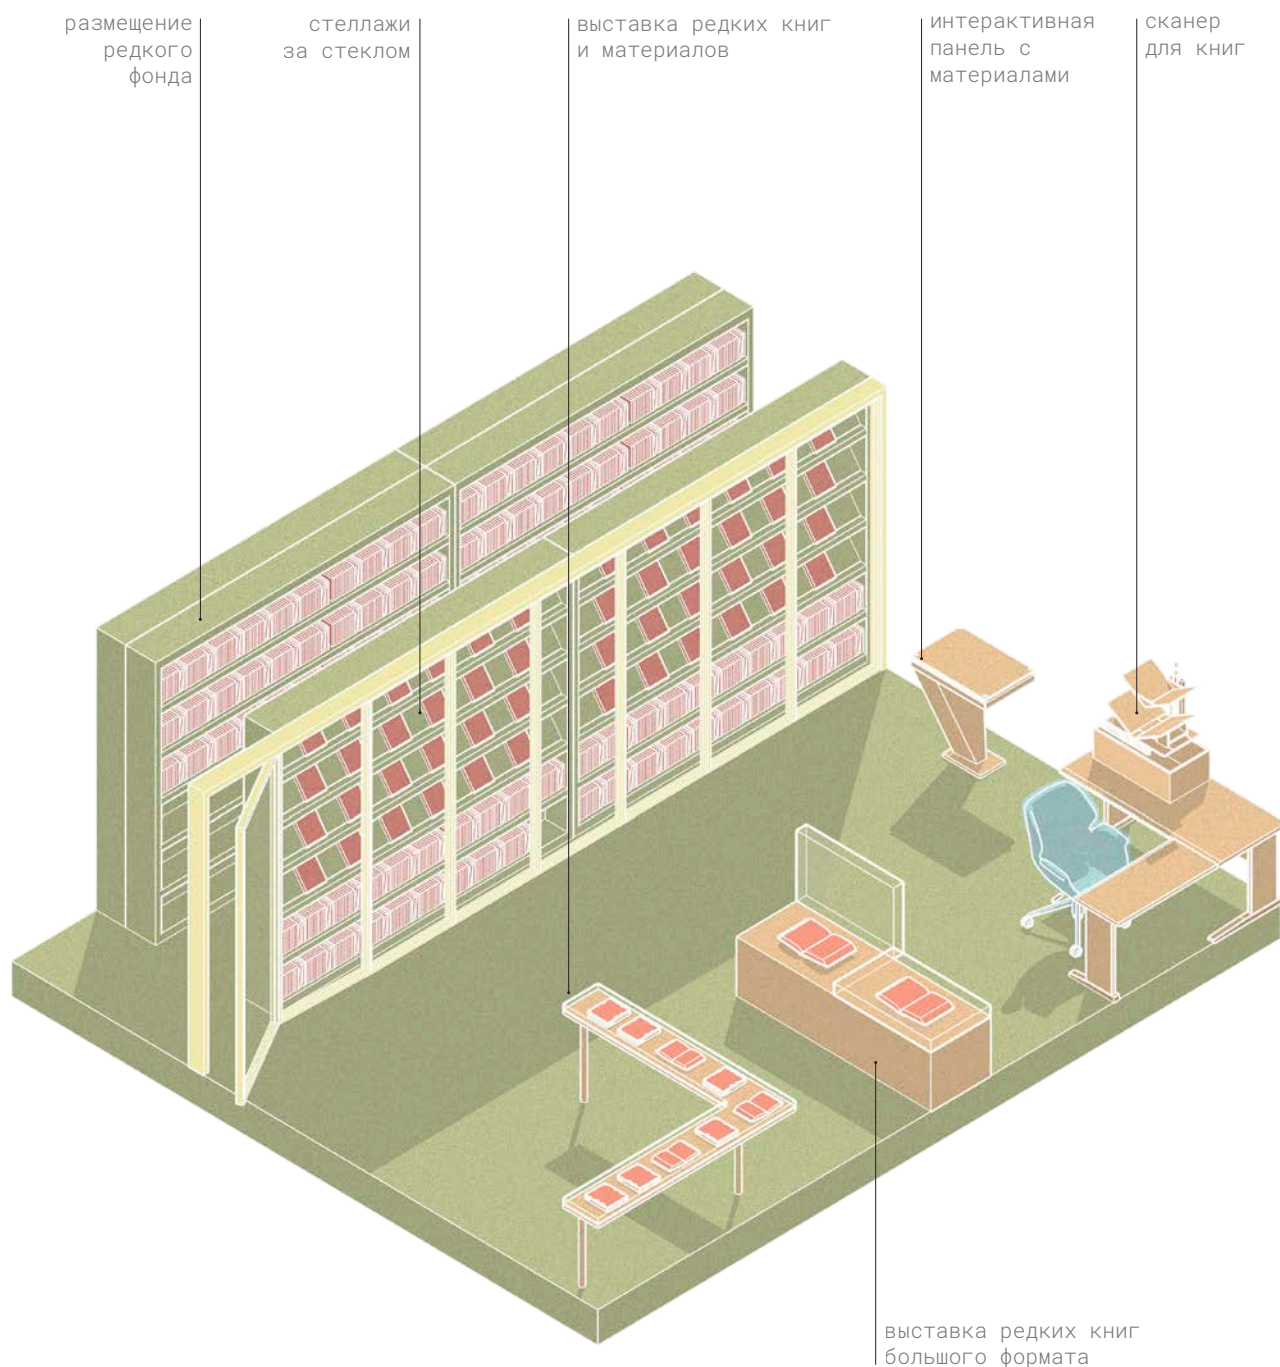 размещение
редкого
фонда
стеллажи
за стеклом
выставка редких книг
и материалов
интерактивная
панель с
материалами
сканер
для книг
выставка редких книг
большого формата